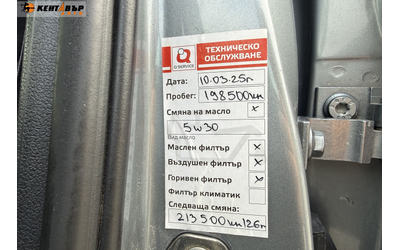 КЕНТАВЪР
Q SERVICE
ТЕХНИЧЕСКО
ОБСЛУЖВАНЕ
Дата: 10.03.25г
Пробег: 198500км
Смяна на масло x
5w30
Вид масло
Маслен филтър x
Въздушен филтър x
Горивен филтър x
Филтър климатик
Следваща смяна:
213500км/26г